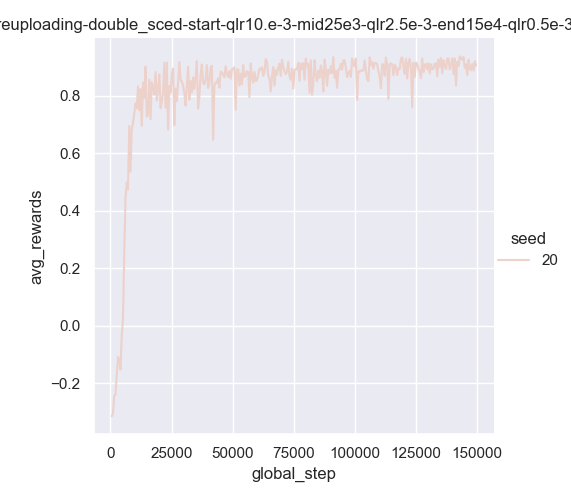 reuploading-double_sced-start-qlr10.e-3-mid25e3-qlr2.5e-3-end15e4-qlr0.5e-3
0.8
0.6
0.4
0.2
0.0
−0.2
avg_rewards
0 25000 50000 75000 100000 125000 150000
global_step
seed
20